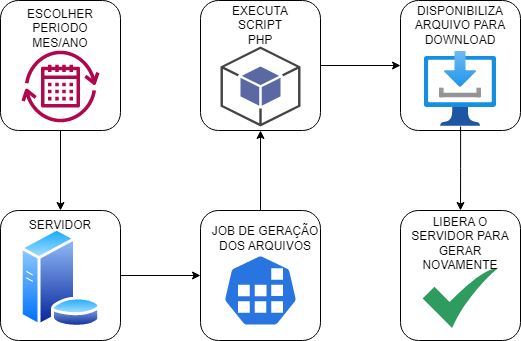 ESCOLHER
PERIODO
MES/ANO
SERVIDOR
JOB DE GERAÇÃO
DOS ARQUIVOS
EXECUTA
SCRIPT
PHP
DISPONIBILIZA
ARQUIVO PARA
DOWNLOAD
LIBERA O
SERVIDOR PARA
GERAR
NOVAMENTE